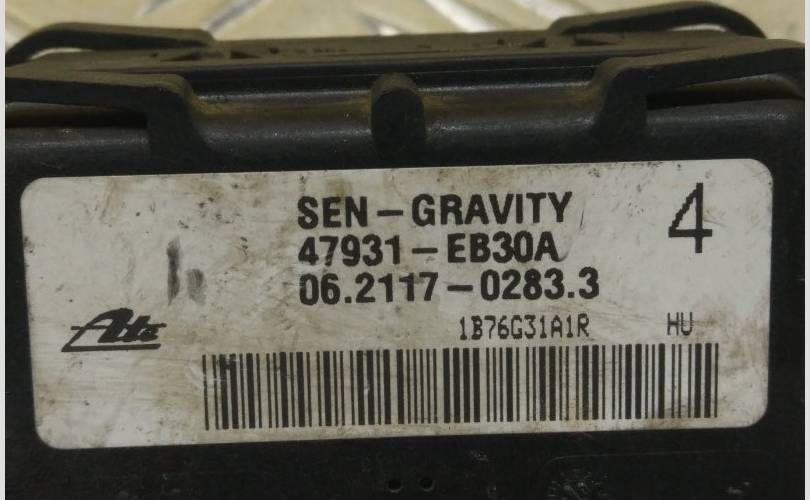 SEN-GRAVITY
47931-EB30A
4
06.2117-0283.3
Ate
1B76G31A1R HU